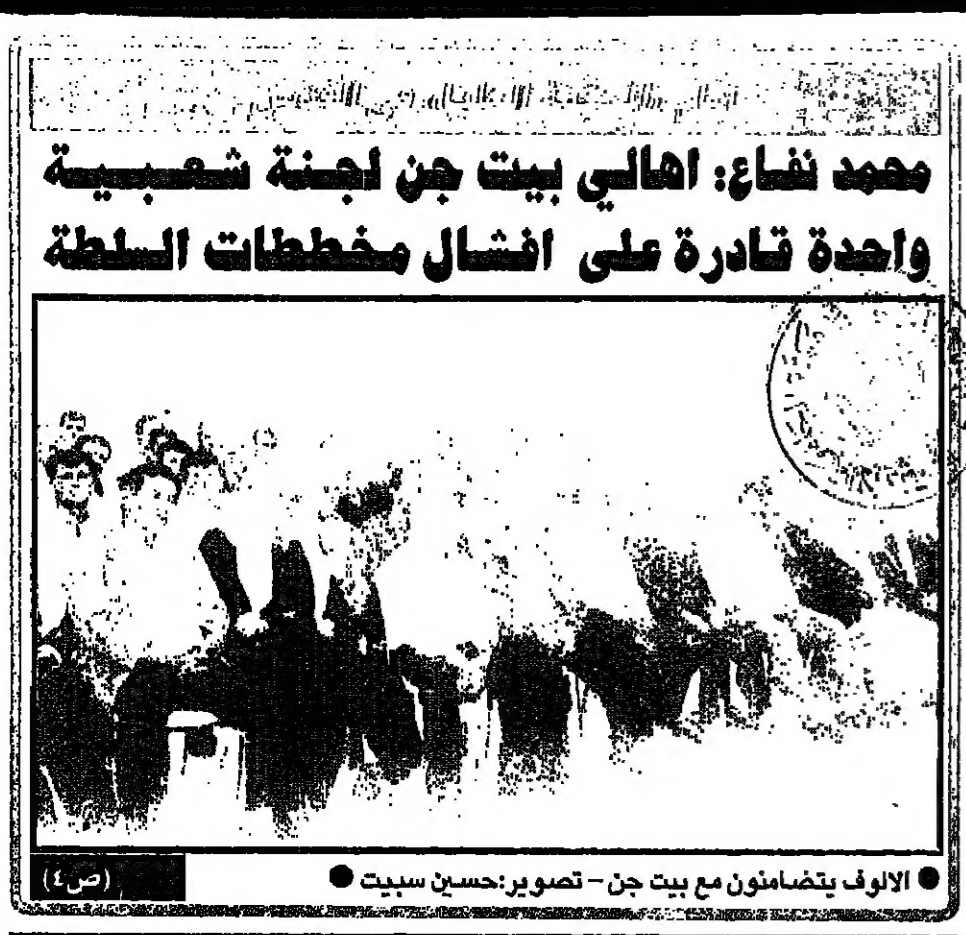 محمد نفاع: اهالي بيت جن لجنة شعبية
واحدة قادرة على افشال مخططات السلطة
● الالوف يتضامنون مع بيت جن – تصوير: حسين سبيت ●
(ص٤)